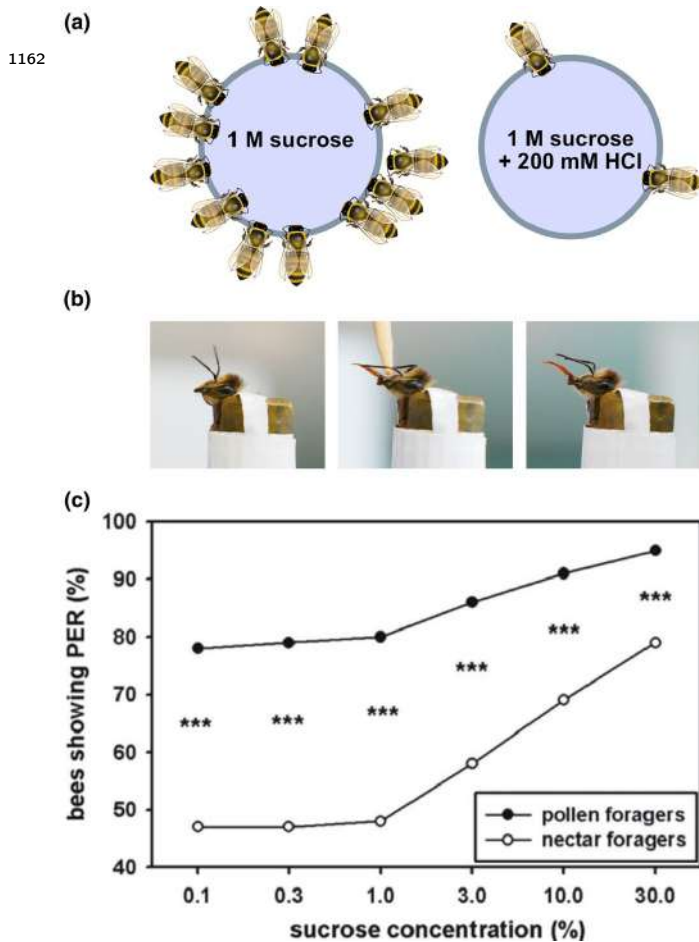 (a)
1162
1 M sucrose
1 M sucrose
+ 200 mM HCl
(b)
(c)
100
90
80
70
60
50
40
bees showing PER (%)
***
***
***
***
***
***
pollen foragers
nectar foragers
0.1
0.3
1.0
3.0
10.0
30.0
sucrose concentration (%)